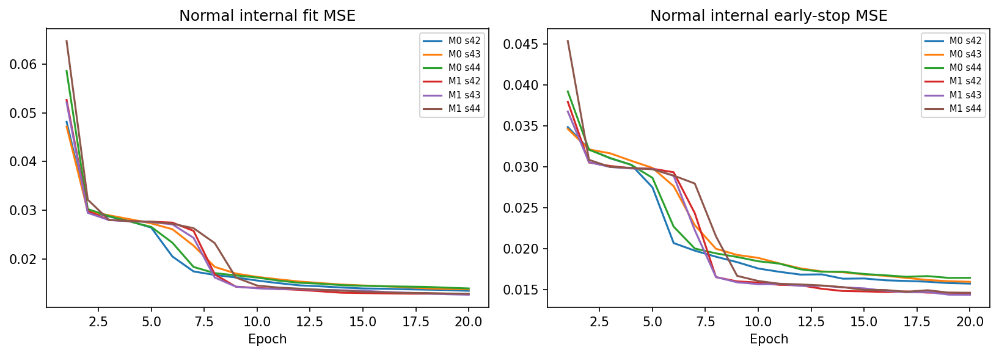 Normal internal fit MSE
0.06
0.05
0.04
0.03
0.02
2.5 5.0 7.5 10.0 12.5 15.0 17.5 20.0
Epoch
M0 s42
M0 s43
M0 s44
M1 s42
M1 s43
M1 s44
Normal internal early-stop MSE
0.045
0.040
0.035
0.030
0.025
0.020
0.015
2.5 5.0 7.5 10.0 12.5 15.0 17.5 20.0
Epoch
M0 s42
M0 s43
M0 s44
M1 s42
M1 s43
M1 s44